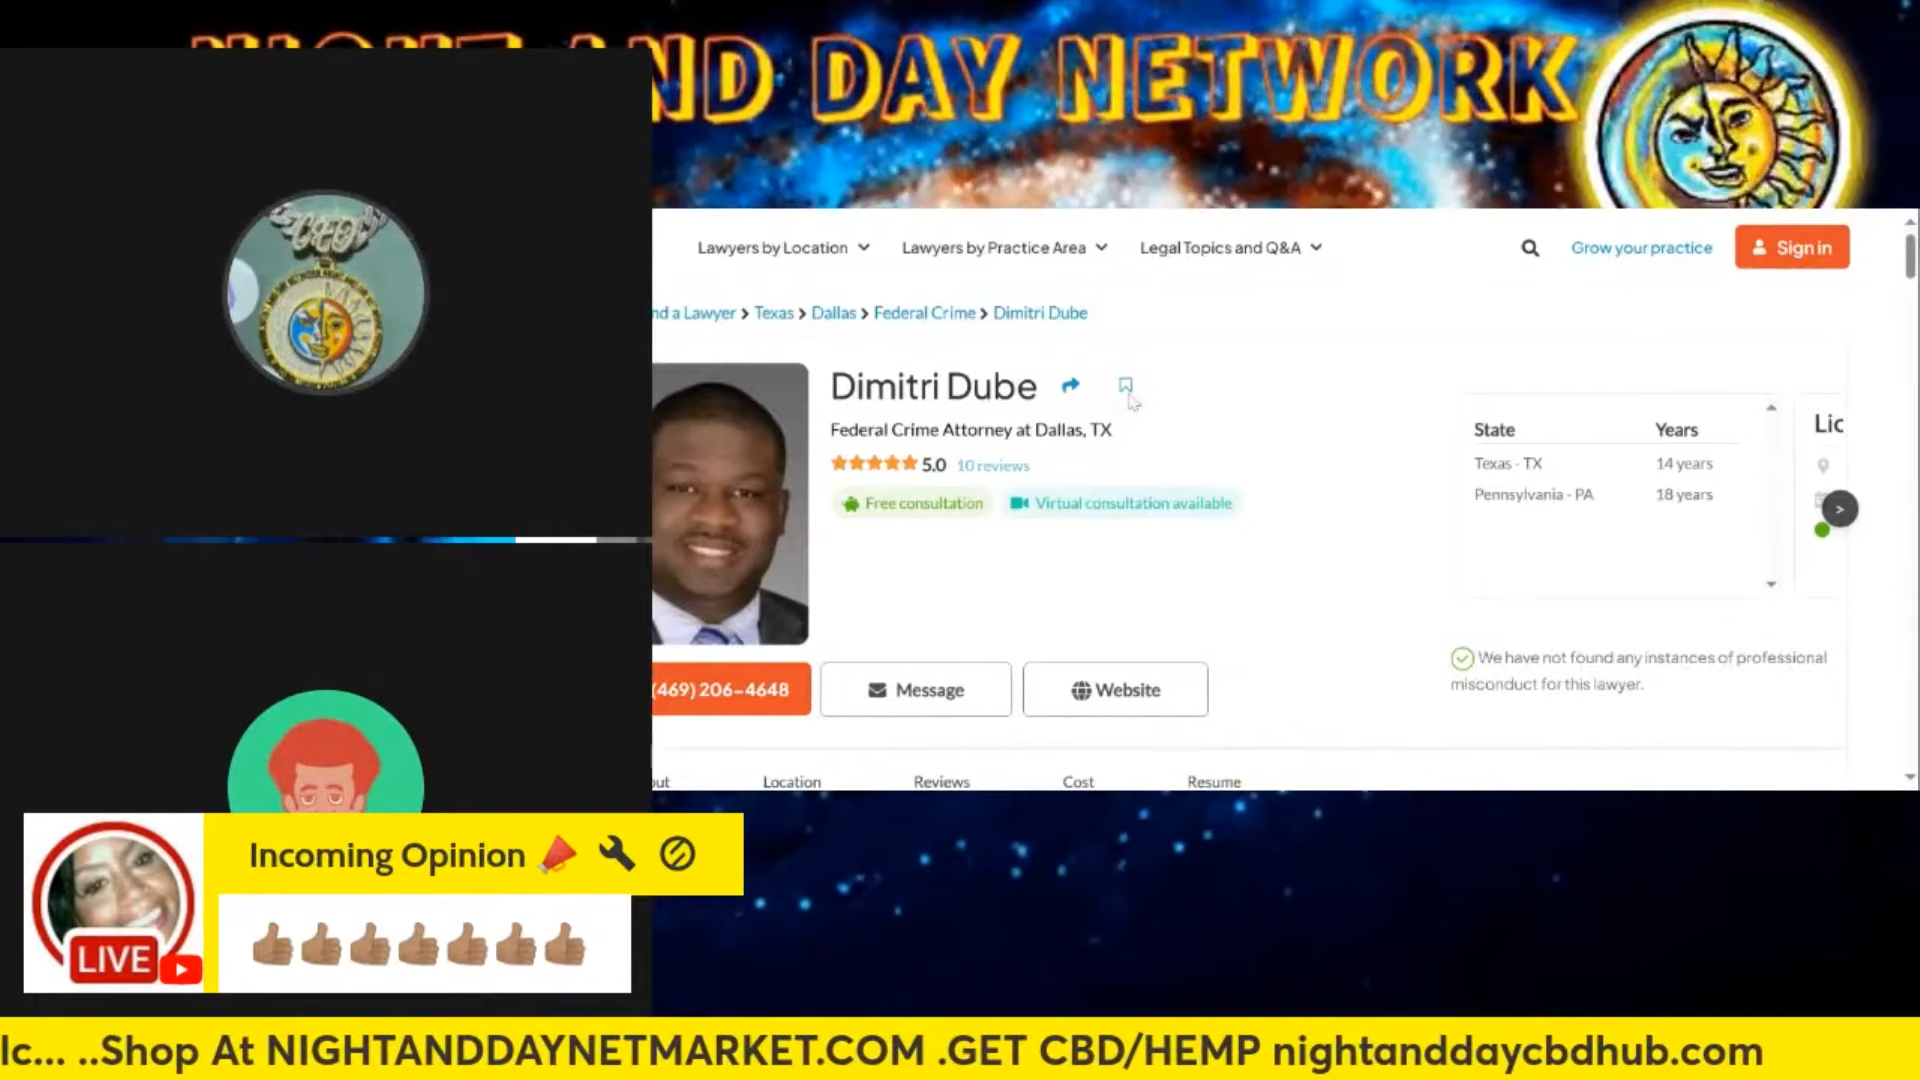 NIGHT AND DAY NETWORK
CEO
Lawyers by Location
Lawyers by Practice Area
Legal Topics and Q&A
Grow your practice
Sign in
nd a Lawyer > Texas > Dallas > Federal Crime > Dimitri Dube
Dimitri Dube
Federal Crime Attorney at Dallas, TX
5.0 10 reviews
Free consultation
Virtual consultation available
State Years
Texas - TX 14 years
Pennsylvania - PA 18 years
Lic
>
We have not found any instances of professional
misconduct for this lawyer.
(469) 206-4648
Message
Website
out
Location
Reviews
Cost
Resume
Incoming Opinion
LIVE
lc... ..Shop At NIGHTANDDAYNETMARKET.COM .GET CBD/HEMP nightanddaycbdhub.com